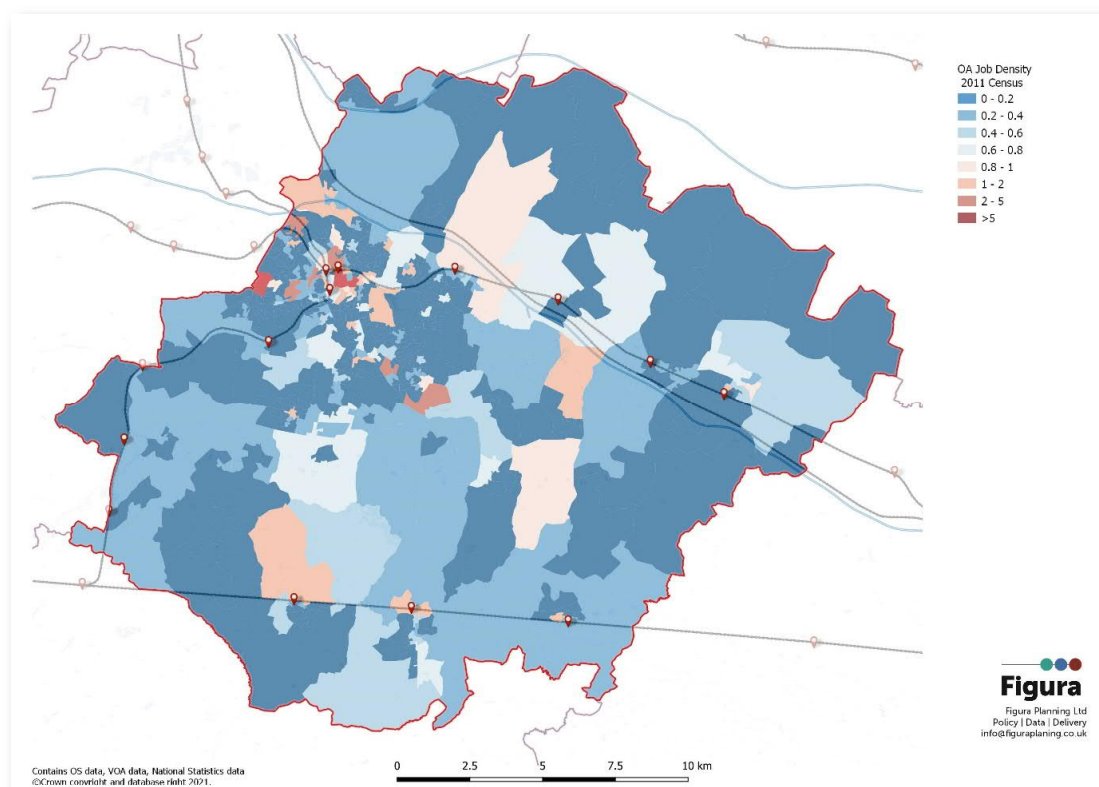 OA Job Density
2011 Census
0 - 0.2
0.2 - 0.4
0.4 - 0.6
0.6 - 0.8
0.8 - 1
1 - 2
2 - 5
>5
Figura
Figura Planning Ltd
Policy | Data | Delivery
info@figuraplaning.co.uk
0 2.5 5 7.5 10 km
Contains OS data, VOA data, National Statistics data
©Crown copyright and database right 2021.